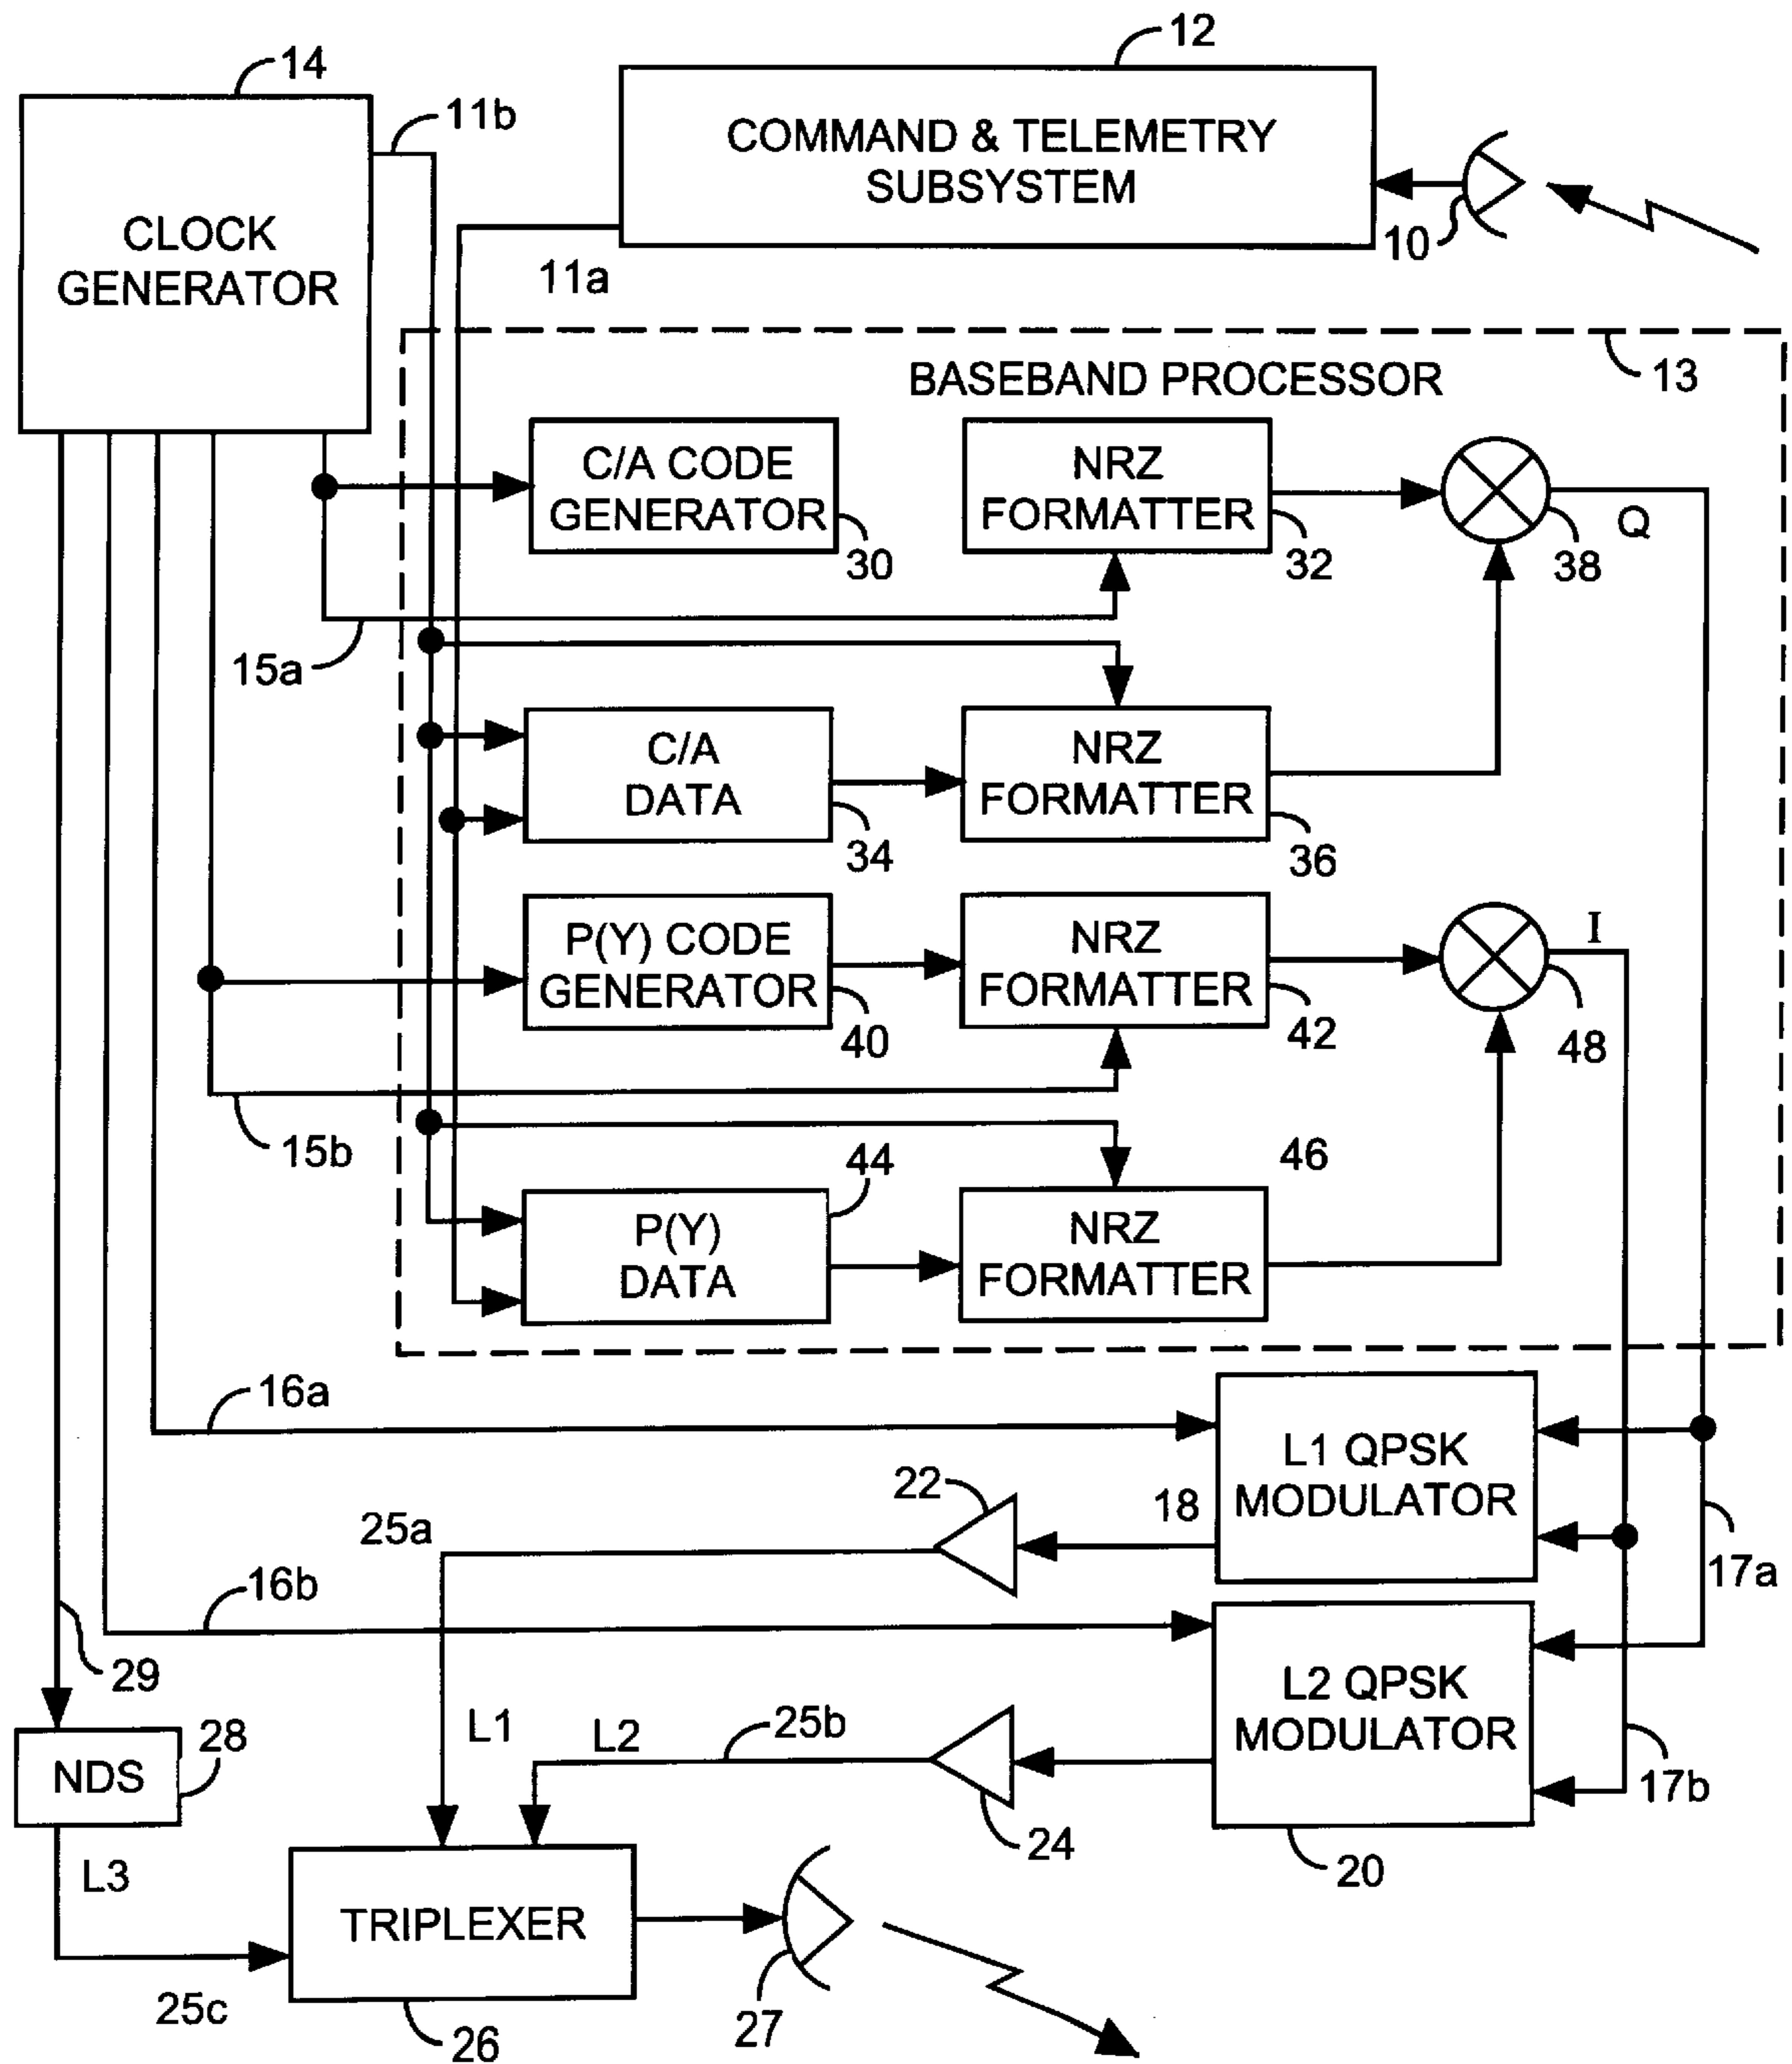 12
14
11b
COMMAND & TELEMETRY
SUBSYSTEM
CLOCK
GENERATOR
10
11a
BASEBAND PROCESSOR
13
C/A CODE
GENERATOR
30
NRZ
FORMATTER
32
38
Q
15a
C/A
DATA
34
NRZ
FORMATTER
36
P(Y) CODE
GENERATOR
40
NRZ
FORMATTER
42
I
48
15b
44
46
P(Y)
DATA
NRZ
FORMATTER
16a
L1 QPSK
MODULATOR
22
18
25a
17a
16b
29
L2 QPSK
MODULATOR
L1
L2
25b
28
NDS
17b
24
20
L3
TRIPLEXER
25c
26
27